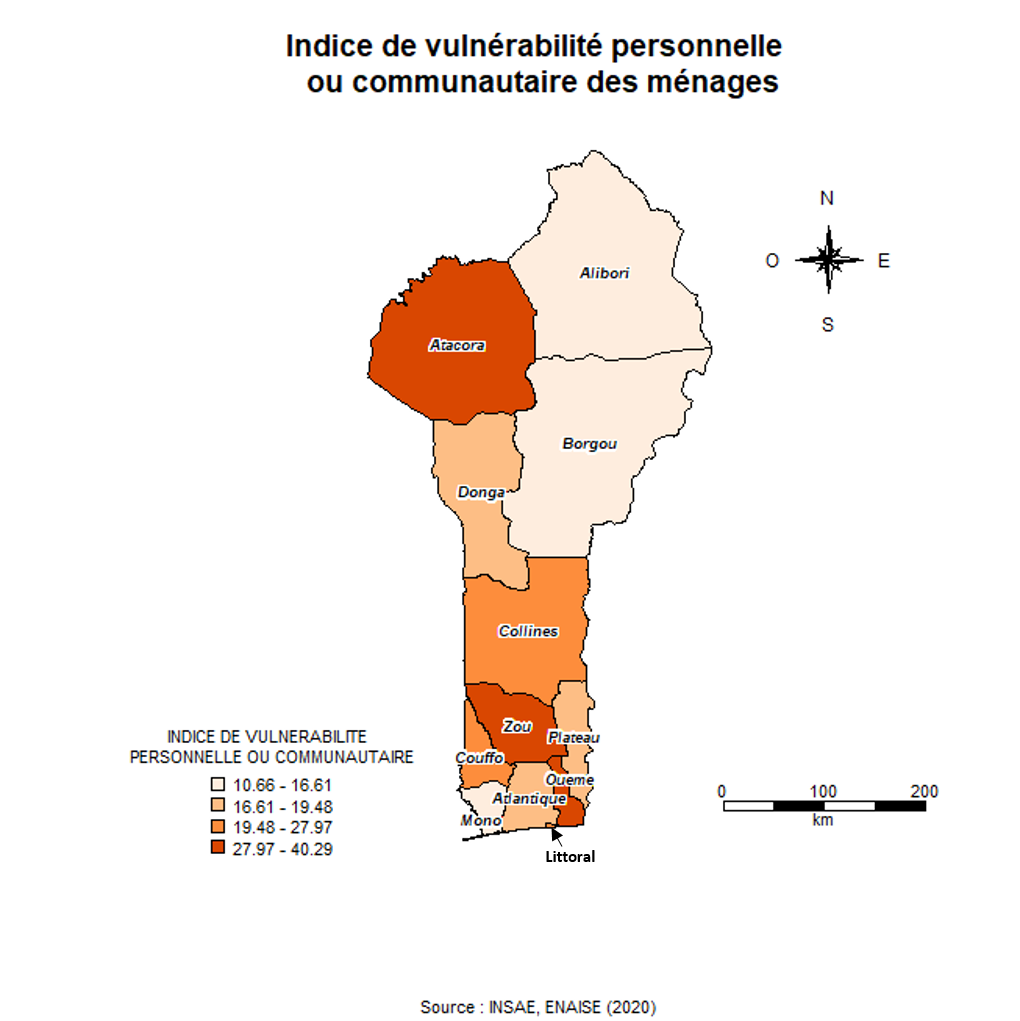 Indice de vulnérabilité personnelle
ou communautaire des ménages
N
O
E
S
Alibori
Atacora
Borgou
Donga
Collines
Zou
Plateau
Couffo
Oueme
Atlantique
Mono
Littoral
INDICE DE VULNERABILITE
PERSONNELLE OU COMMUNAUTAIRE
10.66 - 16.61
16.61 - 19.48
19.48 - 27.97
27.97 - 40.29
0 100 200
km
Source : INSAE, ENAISE (2020)